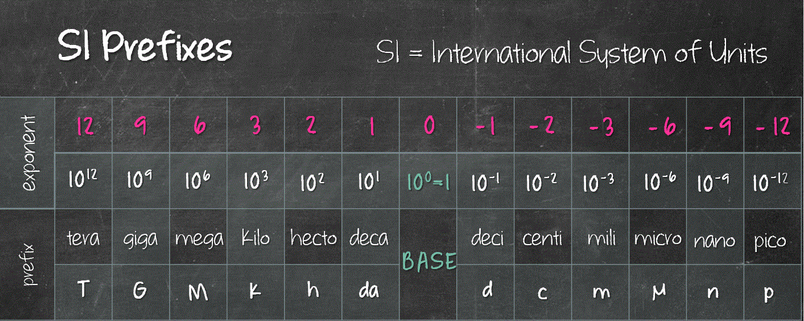 SI Prefixes
SI = International System of Units
exponent
12 9 6 3 2 1 0 -1 -2 -3 -6 -9 -12
10¹² 10⁹ 10⁶ 10³ 10² 10¹ 10⁰=1 10⁻¹ 10⁻² 10⁻³ 10⁻⁶ 10⁻⁹ 10⁻¹²
prefix
tera giga mega kilo hecto deca BASE deci centi mili micro nano pico
T G M k h da d c m μ n p